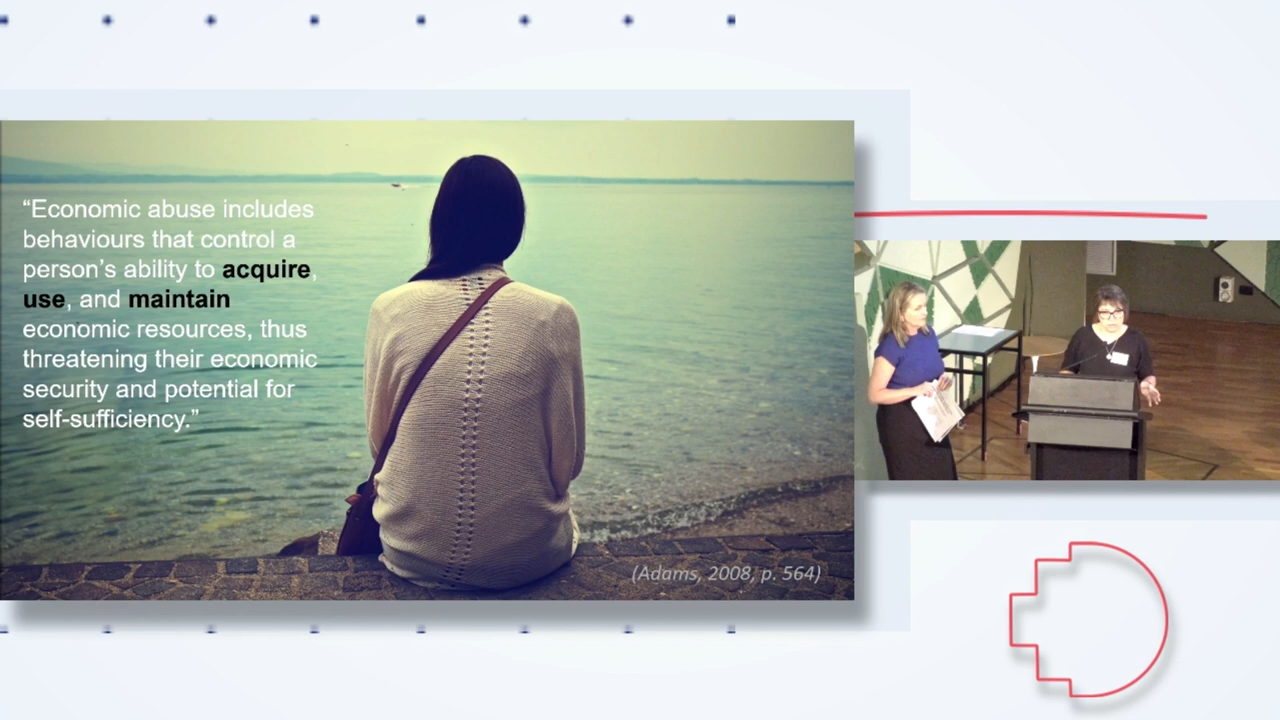 “Economic abuse includes
behaviours that control a
person’s ability to acquire,
use, and maintain
economic resources, thus
threatening their economic
security and potential for
self-sufficiency.”
(Adams, 2008, p. 564)